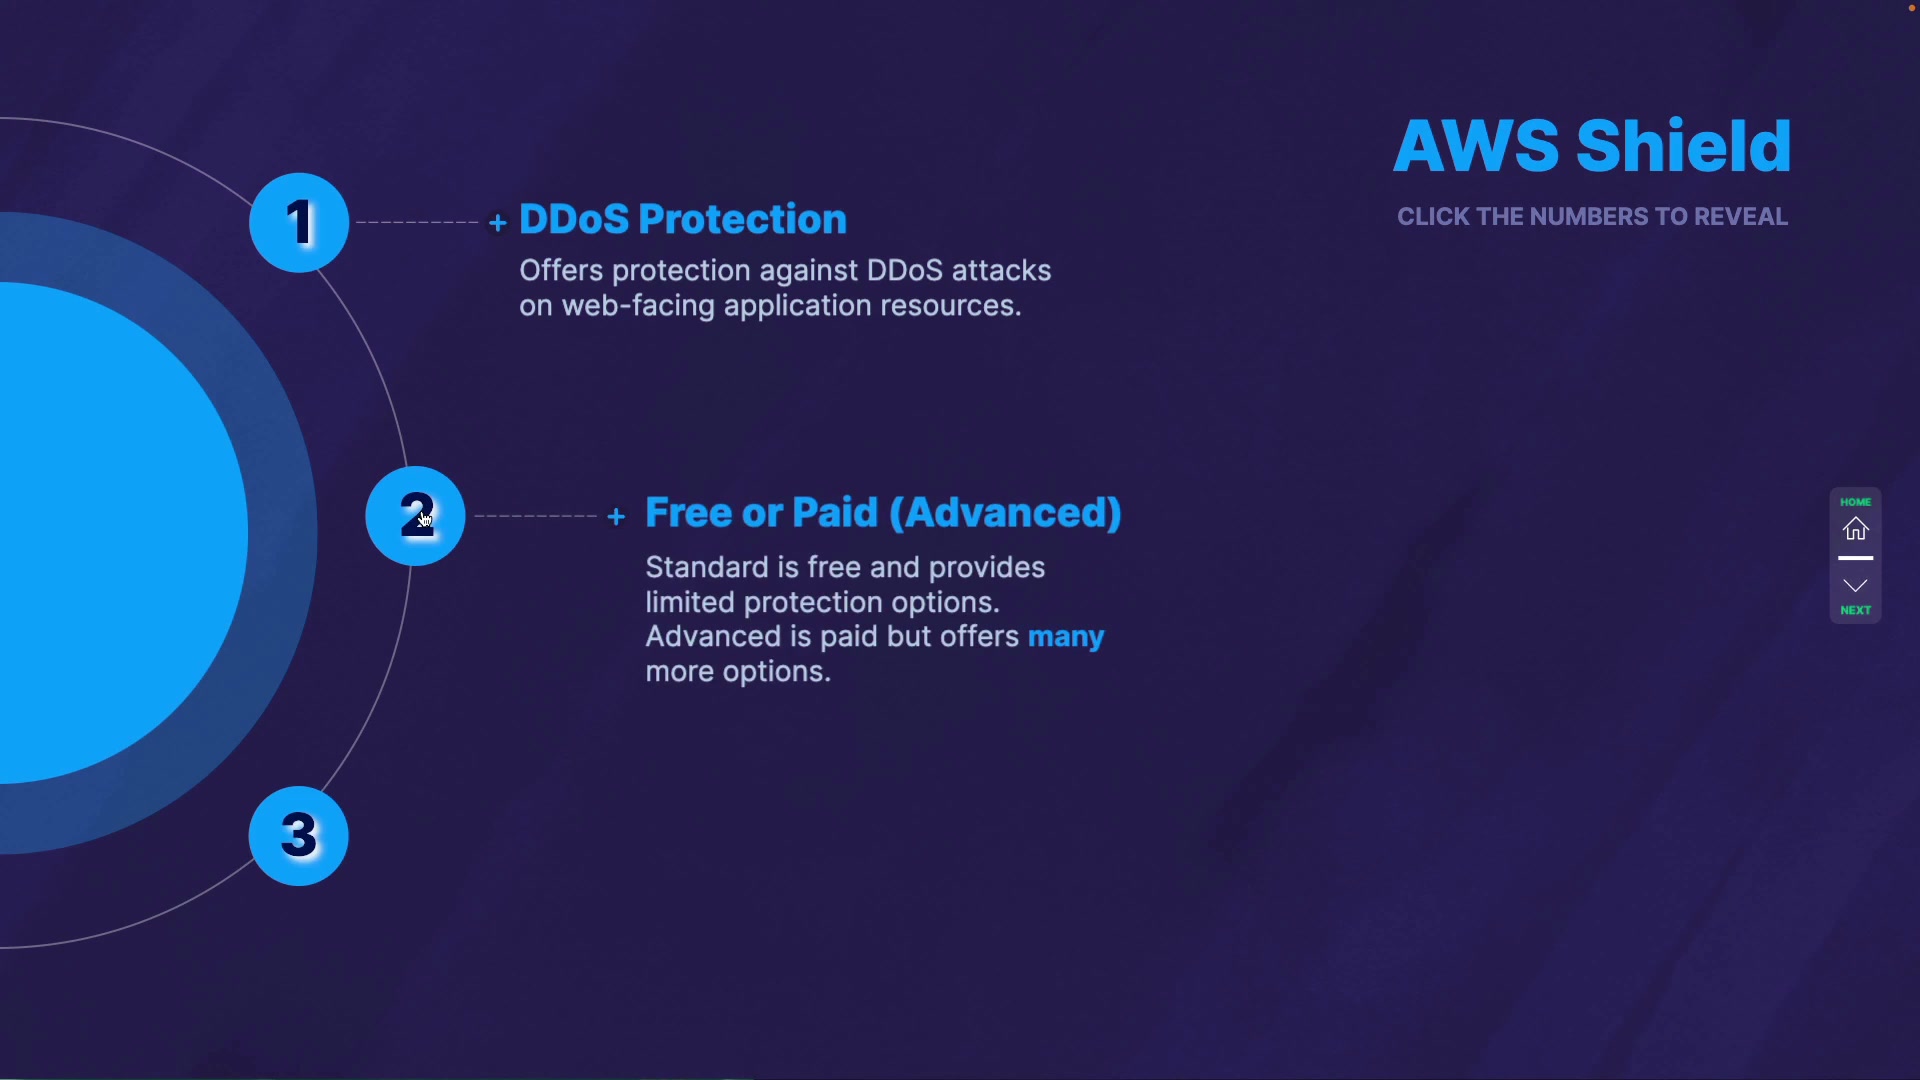 AWS Shield
CLICK THE NUMBERS TO REVEAL
1
+ DDoS Protection
Offers protection against DDoS attacks
on web-facing application resources.
2
+ Free or Paid (Advanced)
Standard is free and provides
limited protection options.
Advanced is paid but offers many
more options.
3
HOME
NEXT